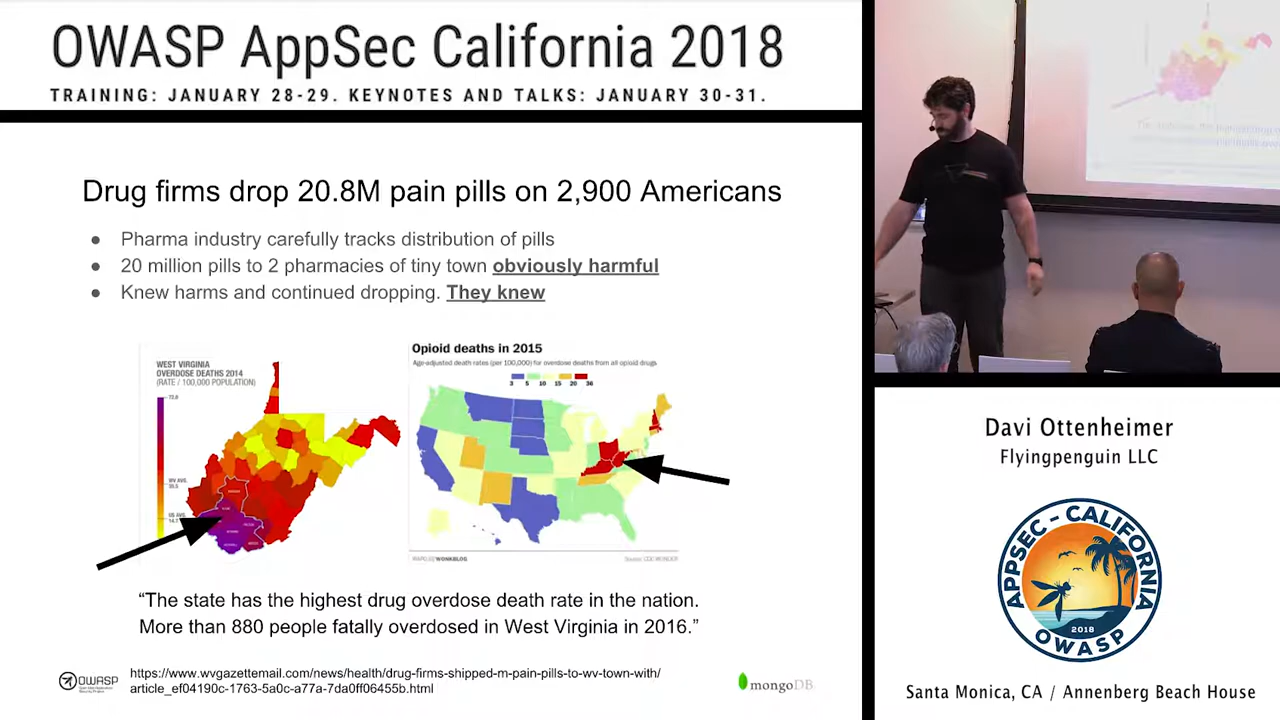 OWASP AppSec California 2018
TRAINING: JANUARY 28-29. KEYNOTES AND TALKS: JANUARY 30-31.
Drug firms drop 20.8M pain pills on 2,900 Americans
● Pharma industry carefully tracks distribution of pills
● 20 million pills to 2 pharmacies of tiny town obviously harmful
● Knew harms and continued dropping. They knew
WEST VIRGINIA
OVERDOSE DEATHS 2014
(RATE / 100,000 POPULATION)
WV AVG.
US AVG.
Opioid deaths in 2015
Age-adjusted death rates (per 100,000) for overdose deaths from all opioid drugs
3 5 10 15 20 36
WAPO.ST/WONKBLOG
Source: CDC WONDER
“The state has the highest drug overdose death rate in the nation.
More than 880 people fatally overdosed in West Virginia in 2016.”
OWASP
https://www.wvgazettemail.com/news/health/drug-firms-shipped-m-pain-pills-to-wv-town-with/
article_ef04190c-1763-5a0c-a77a-7da0ff06455b.html
mongoDB
Davi Ottenheimer
Flyingpenguin LLC
APPSEC - CALIFORNIA
2018
OWASP
Santa Monica, CA / Annenberg Beach House